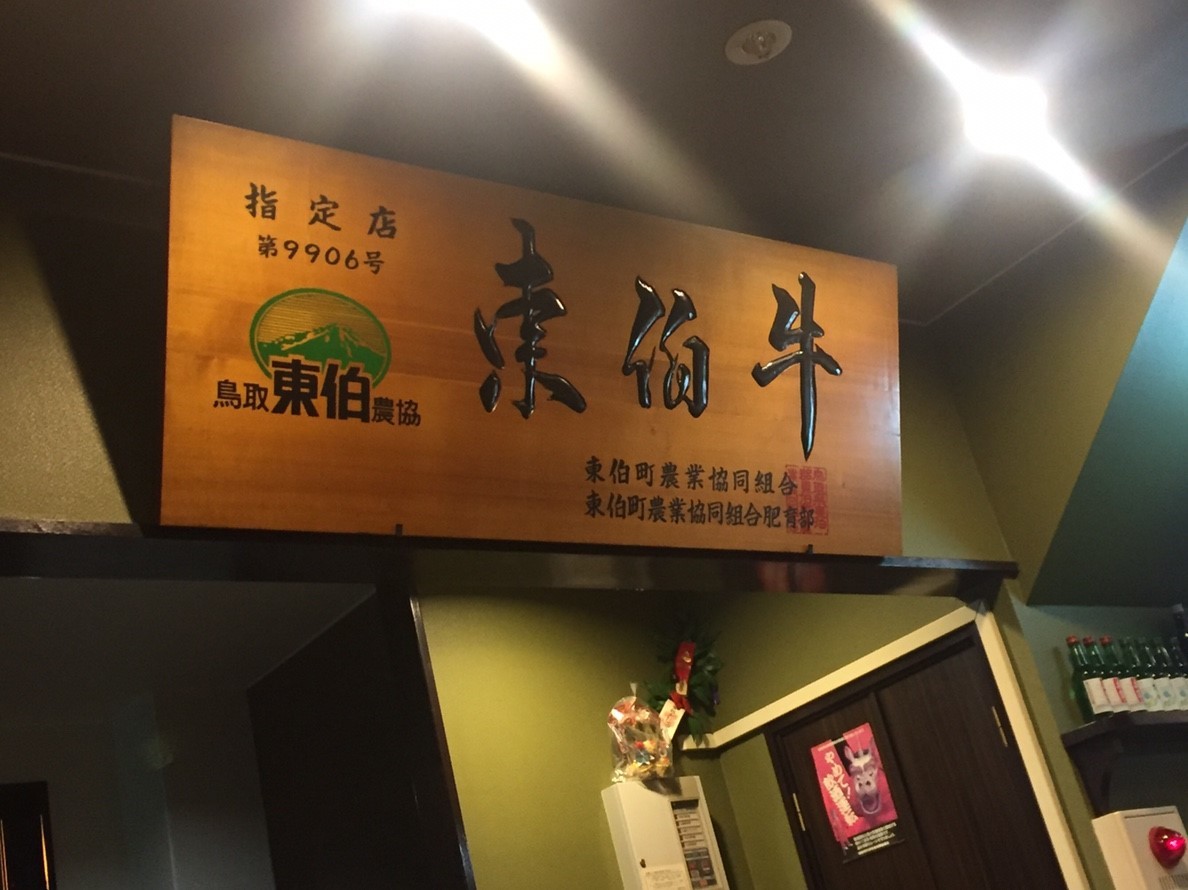 指定店
第9906号
鳥取東伯農協
東伯牛
東伯町農業協同組合
東伯町農業協同組合肥育部